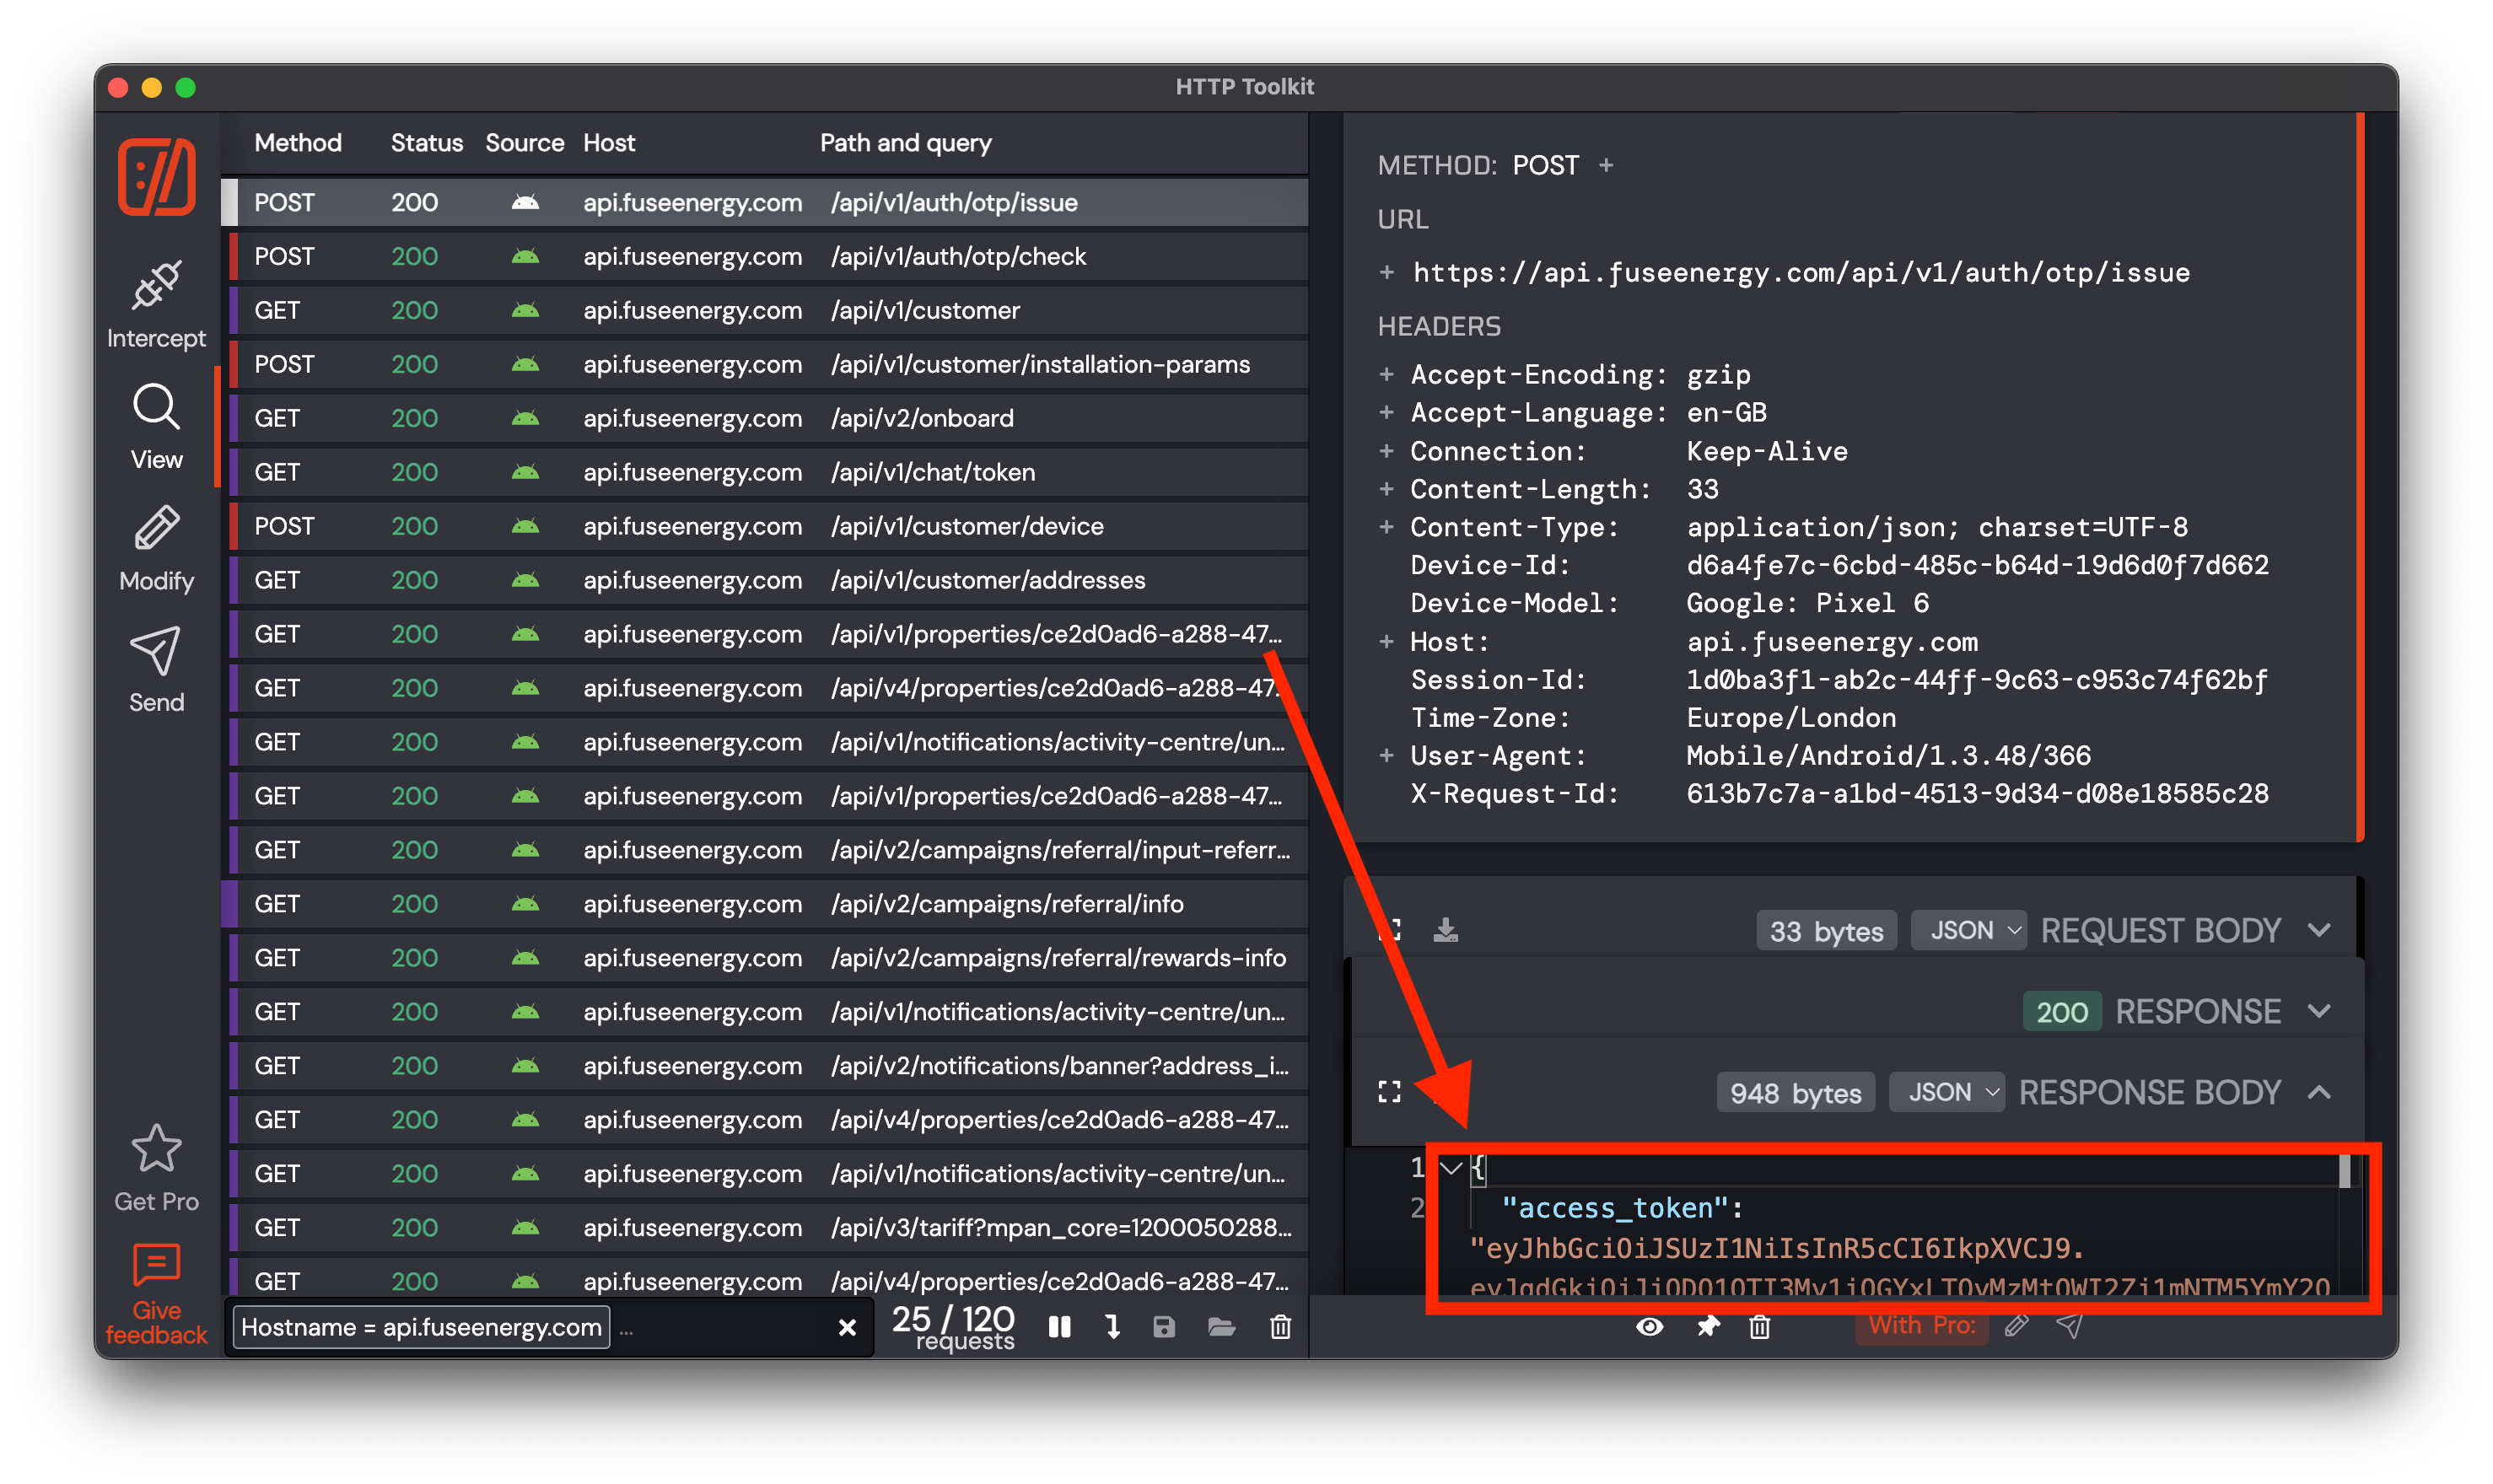 HTTP Toolkit
Intercept
View
Modify
Send
Get Pro
Give
feedback
Method Status Source Host Path and query
POST 200 api.fuseenergy.com /api/v1/auth/otp/issue
POST 200 api.fuseenergy.com /api/v1/auth/otp/check
GET 200 api.fuseenergy.com /api/v1/customer
POST 200 api.fuseenergy.com /api/v1/customer/installation-params
GET 200 api.fuseenergy.com /api/v2/onboard
GET 200 api.fuseenergy.com /api/v1/chat/token
POST 200 api.fuseenergy.com /api/v1/customer/device
GET 200 api.fuseenergy.com /api/v1/customer/addresses
GET 200 api.fuseenergy.com /api/v1/properties/ce2d0ad6-a288-47...
GET 200 api.fuseenergy.com /api/v4/properties/ce2d0ad6-a288-47...
GET 200 api.fuseenergy.com /api/v1/notifications/activity-centre/un...
GET 200 api.fuseenergy.com /api/v1/properties/ce2d0ad6-a288-47...
GET 200 api.fuseenergy.com /api/v2/campaigns/referral/input-referr...
GET 200 api.fuseenergy.com /api/v2/campaigns/referral/info
GET 200 api.fuseenergy.com /api/v2/campaigns/referral/rewards-info
GET 200 api.fuseenergy.com /api/v1/notifications/activity-centre/un...
GET 200 api.fuseenergy.com /api/v2/notifications/banner?address_i...
GET 200 api.fuseenergy.com /api/v4/properties/ce2d0ad6-a288-47...
GET 200 api.fuseenergy.com /api/v1/notifications/activity-centre/un...
GET 200 api.fuseenergy.com /api/v3/tariff?mpan_core=1200050288...
GET 200 api.fuseenergy.com /api/v4/properties/ce2d0ad6-a288-47...
Hostname = api.fuseenergy.com ...
25 / 120
requests
METHOD: POST +
URL
+ https://api.fuseenergy.com/api/v1/auth/otp/issue
HEADERS
+ Accept-Encoding: gzip
+ Accept-Language: en-GB
+ Connection: Keep-Alive
+ Content-Length: 33
+ Content-Type: application/json; charset=UTF-8
Device-Id: d6a4fe7c-6cbd-485c-b64d-19d6d0f7d662
Device-Model: Google: Pixel 6
+ Host: api.fuseenergy.com
Session-Id: 1d0ba3f1-ab2c-44ff-9c63-c953c74f62bf
Time-Zone: Europe/London
+ User-Agent: Mobile/Android/1.3.48/366
X-Request-Id: 613b7c7a-a1bd-4513-9d34-d08e18585c28
33 bytes JSON REQUEST BODY
200 RESPONSE
948 bytes JSON RESPONSE BODY
1 {
2 "access_token":
"eyJhbGciOiJSUzI1NiIsInR5cCI6IkpXVCJ9.
With Pro: